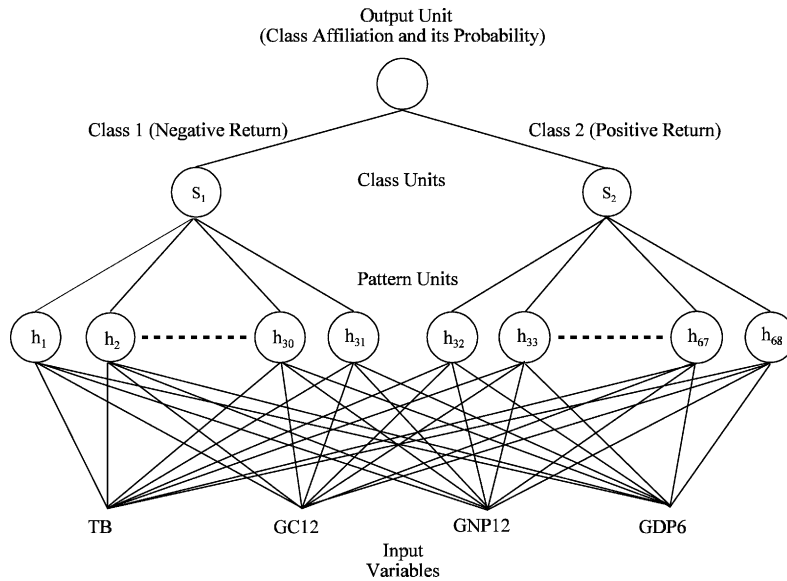 Output Unit
(Class Affiliation and its Probability)
Class 1 (Negative Return)
Class 2 (Positive Return)
S₁
Class Units
S₂
Pattern Units
h₁
h₂
h₃₀
h₃₁
h₃₂
h₃₃
h₆₇
h₆₈
TB
GC12
GNP12
GDP6
Input
Variables